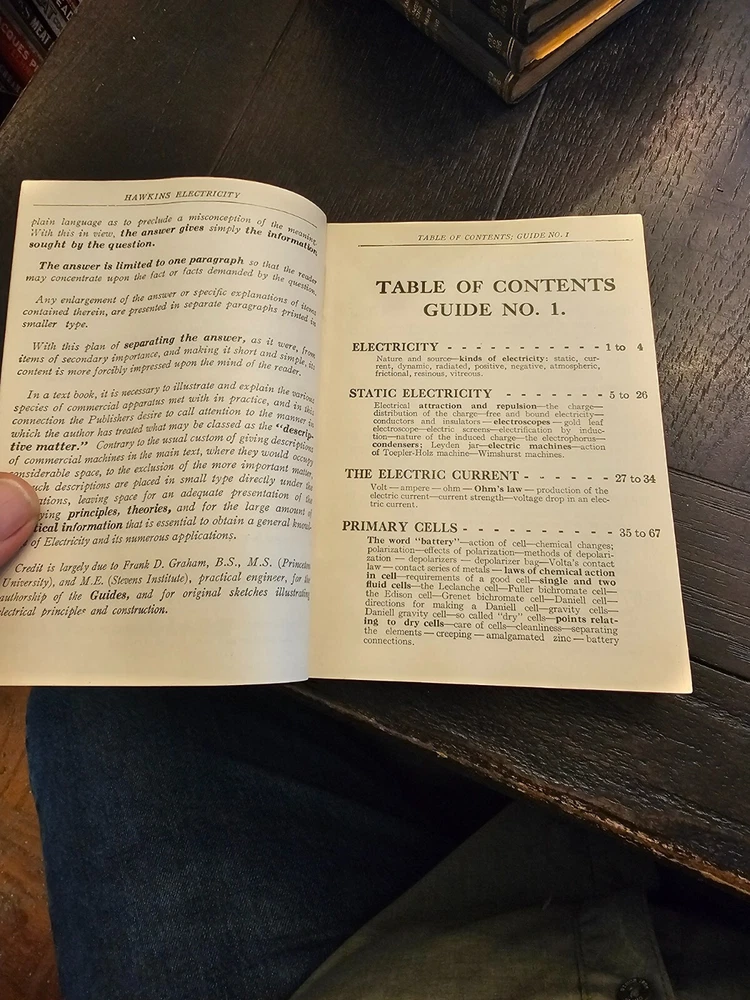 MEAT
JACQUES P
HAWKINS ELECTRICITY
plain language as to preclude a misconception of the meaning.
With this in view, the answer gives simply the information
sought by the question.
The answer is limited to one paragraph so that the reader
may concentrate upon the fact or facts demanded by the question.
Any enlargement of the answer or specific explanations of items
contained therein, are presented in separate paragraphs printed in
smaller type.
With this plan of separating the answer, as it were, from
items of secondary importance, and making it short and simple, its
content is more forcibly impressed upon the mind of the reader.
In a text book, it is necessary to illustrate and explain the various
species of commercial apparatus met with in practice, and in this
connection the Publishers desire to call attention to the manner in
which the author has treated what may be classed as the "descrip-
tive matter." Contrary to the usual custom of giving descriptions
of commercial machines in the main text, where they would occupy
considerable space, to the exclusion of the more important matter,
such descriptions are placed in small type directly under the
ations, leaving space for an adequate presentation of the
ying principles, theories, and for the large amount of
tical information that is essential to obtain a general knowl-
of Electricity and its numerous applications.
Credit is largely due to Frank D. Graham, B.S., M.S. (Princeton
University), and M.E. (Stevens Institute), practical engineer, for the
authorship of the Guides, and for original sketches illustrating
electrical principles and construction.
TABLE OF CONTENTS; GUIDE NO. 1
TABLE OF CONTENTS
GUIDE NO. 1.
ELECTRICITY - - - - - - - - - - - 1 to 4
Nature and source—kinds of electricity: static, cur-
rent, dynamic, radiated, positive, negative, atmospheric,
frictional, resinous, vitreous.
STATIC ELECTRICITY - - - - - - - - 5 to 26
Electrical attraction and repulsion—the charge—
distribution of the charge—free and bound electricity—
conductors and insulators—electroscopes—gold leaf
electroscope—electric screens—electrification by induc-
tion—nature of the induced charge—the electrophorus—
condensers; Leyden jar—electric machines—action
of Toepler-Holz machine—Wimshurst machines.
THE ELECTRIC CURRENT - - - - - - 27 to 34
Volt—ampere—ohm—Ohm's law—production of the
electric current—current strength—voltage drop in an elec-
tric current.
PRIMARY CELLS - - - - - - - - - - 35 to 67
The word "battery"—action of cell—chemical changes;
polarization—effects of polarization—methods of depolari-
zation — depolarizers — depolarizer bag—Volta's contact
law—contact series of metals—laws of chemical action
in cell—requirements of a good cell—single and two
fluid cells—the Leclanche cell—Fuller bichromate cell—
the Edison cell—Grenet bichromate cell—Daniell cell—
directions for making a Daniell cell—gravity cells—
Daniell gravity cell—so called "dry" cells—points relat-
ing to dry cells—care of cells—cleanliness—separating
the elements—creeping—amalgamated zinc—battery
connections.